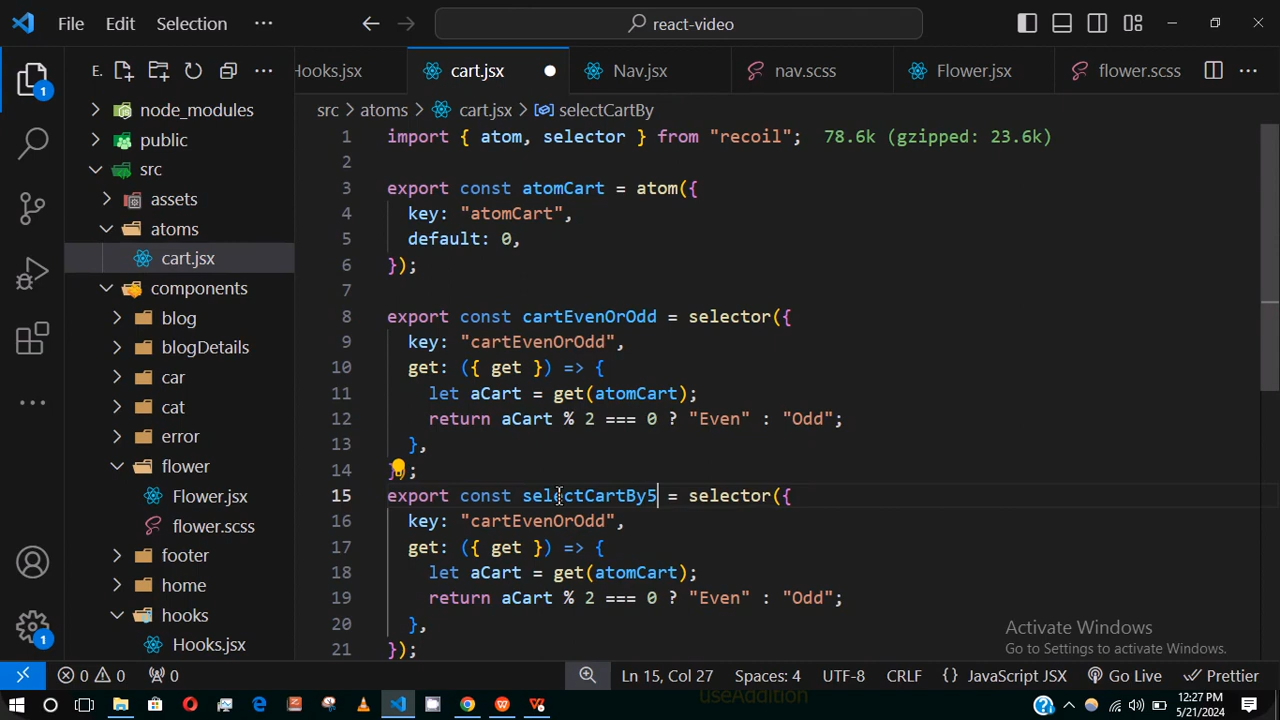 File Edit Selection ··· react-video
E. Hooks.jsx cart.jsx Nav.jsx nav.scss Flower.jsx flower.scss
src > atoms > cart.jsx > selectCartBy
node_modules
public
src
assets
atoms
cart.jsx
components
blog
blogDetails
car
cat
error
flower
Flower.jsx
flower.scss
footer
home
hooks
Hooks.jsx
1
1
1 import { atom, selector } from "recoil"; 78.6k (gzipped: 23.6k)
2
3 export const atomCart = atom({
4 key: "atomCart",
5 default: 0,
6 });
7
8 export const cartEvenOrOdd = selector({
9 key: "cartEvenOrOdd",
10 get: ({ get }) => {
11 let aCart = get(atomCart);
12 return aCart % 2 === 0 ? "Even" : "Odd";
13 },
14 });
15 export const selectCartBy5 = selector({
16 key: "cartEvenOrOdd",
17 get: ({ get }) => {
18 let aCart = get(atomCart);
19 return aCart % 2 === 0 ? "Even" : "Odd";
20 },
21 });
Activate Windows
Go to Settings to activate Windows.
0 0 0 Ln 15, Col 27 Spaces: 4 UTF-8 CRLF {} JavaScript JSX Go Live Prettier
useAddition
12:27 PM
5/21/2024